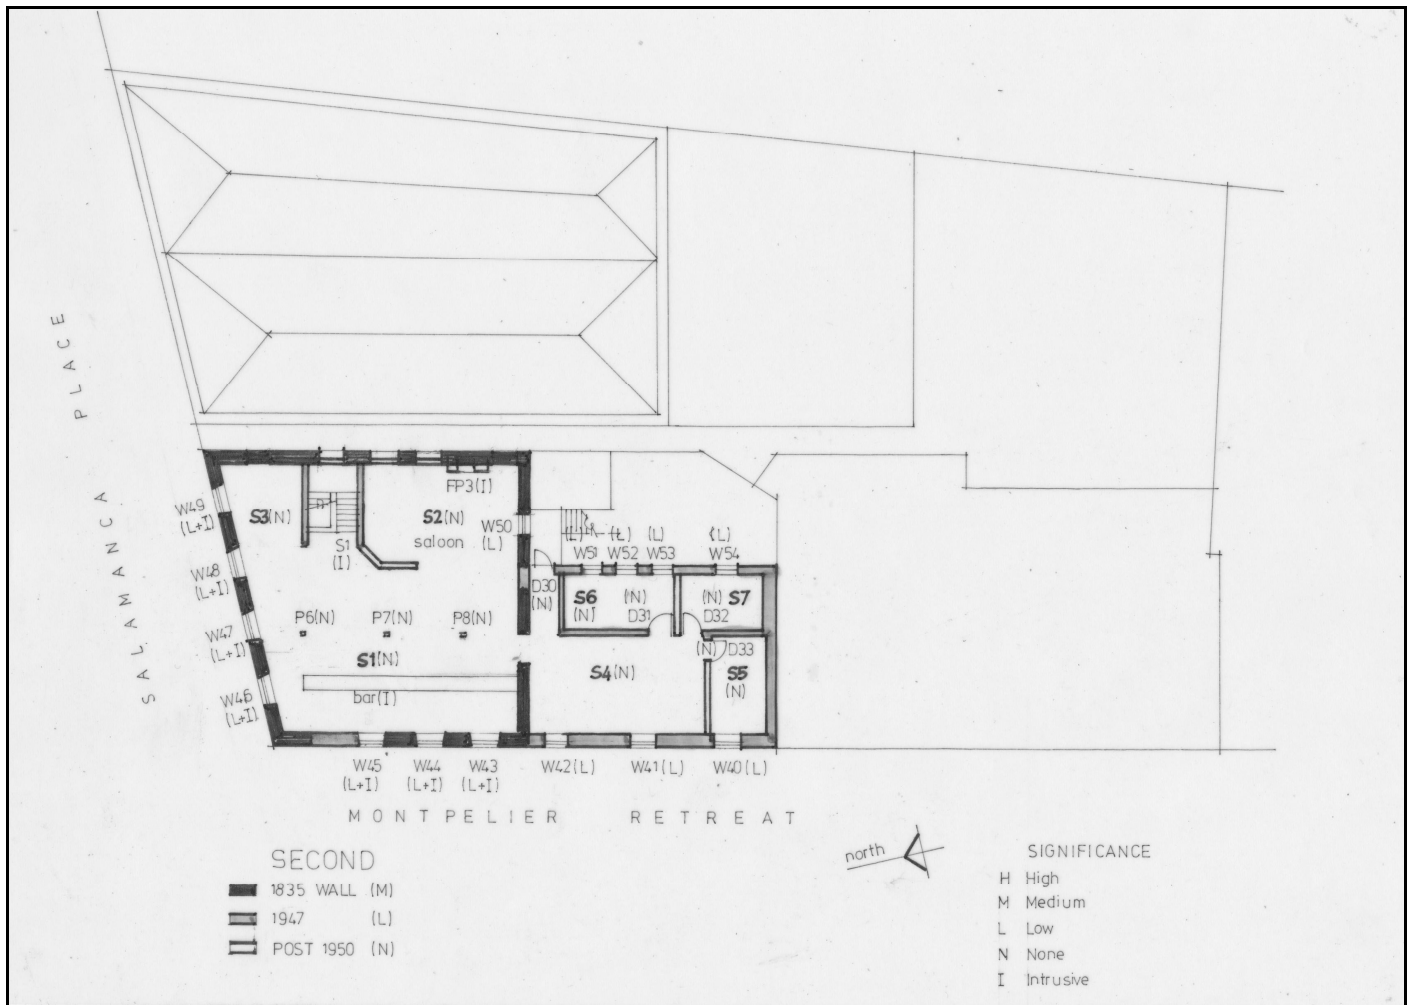 SALAMANCA PLACE
FP3(I)
W49
(L+I)
S3(N)
S2(N)
saloon
W50
(L)
S1
(I)
(L) (L) (L) (L)
W51 W52 W53 W54
W48
(L+I)
D30
(N)
S6
(N)
(N)
D31
(N)
D32
S7
P6(N) P7(N) P8(N)
W47
(L+I)
S1(N)
(N) D33
S4(N)
S5
(N)
bar(I)
W46
(L+I)
W45
(L+I)
W44
(L+I)
W43
(L+I)
W42(L) W41(L) W40(L)
MONTPELIER RETREAT
SECOND
1835 WALL (M)
1947 (L)
POST 1950 (N)
north
SIGNIFICANCE
H High
M Medium
L Low
N None
I Intrusive